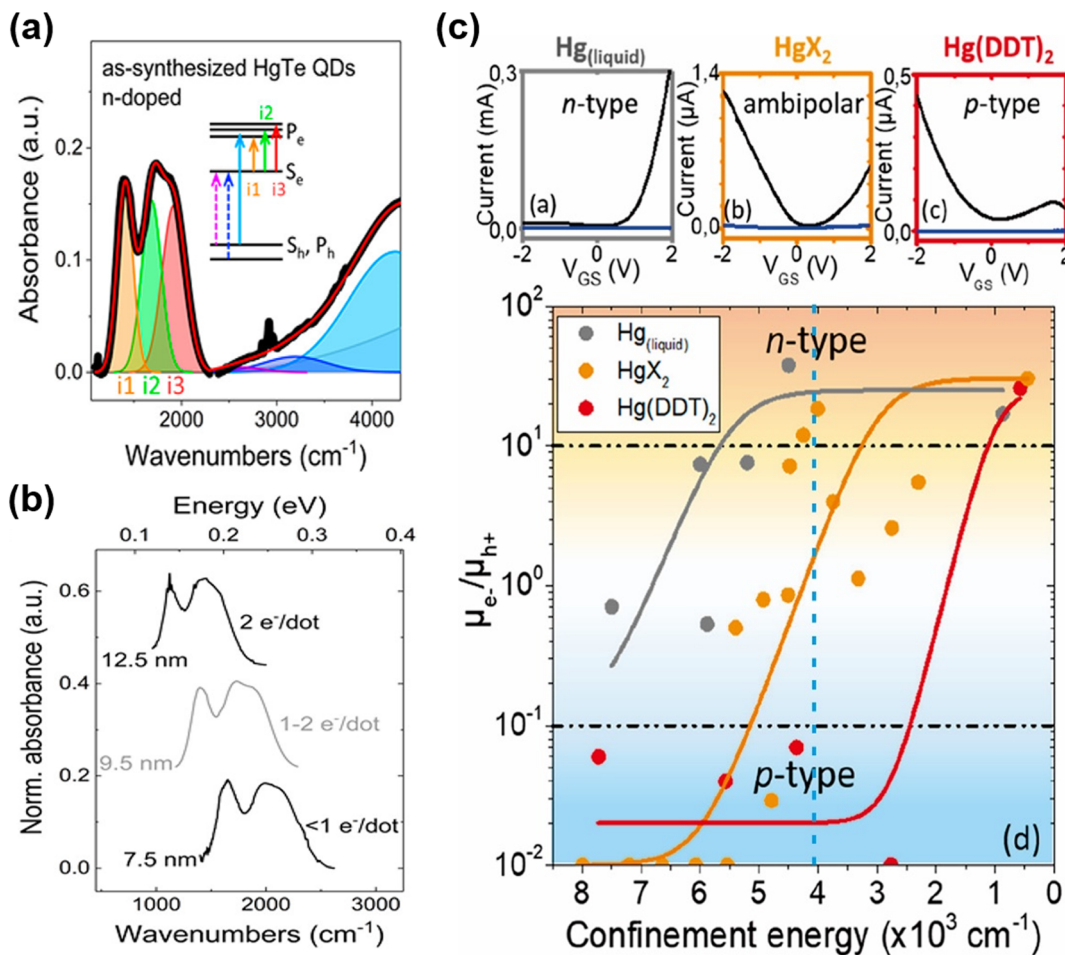 (a)
as-synthesized HgTe QDs
n-doped
i2
Pe
Se
i1 i3
Sh, Ph
Absorbance (a.u.)
0.2
0.1
0.0
i1 i2 i3
2000 3000 4000
Wavenumbers (cm-1)
(b)
Energy (eV)
0.1 0.2 0.3 0.4
Norm. absorbance (a.u.)
0.6
0.4
0.2
0.0
2 e-/dot
12.5 nm
1-2 e-/dot
9.5 nm
<1 e-/dot
7.5 nm
1000 2000 3000
Wavenumbers (cm-1)
(c)
Hg(liquid) HgX2 Hg(DDT)2
Current (mA)
0,3
0,0
n-type
(a)
-2 0 2
VGS (V)
Current (µA)
1,4
0,0
ambipolar
(b)
-2 0 2
VGS (V)
Current (µA)
0,5
0,0
p-type
(c)
-2 0 2
VGS (V)
µe-/µh+
10²
10¹
10⁰
10⁻¹
10⁻²
Hg(liquid)
HgX2
Hg(DDT)2
n-type
p-type
(d)
8 7 6 5 4 3 2 1 0
Confinement energy (x10³ cm-1)